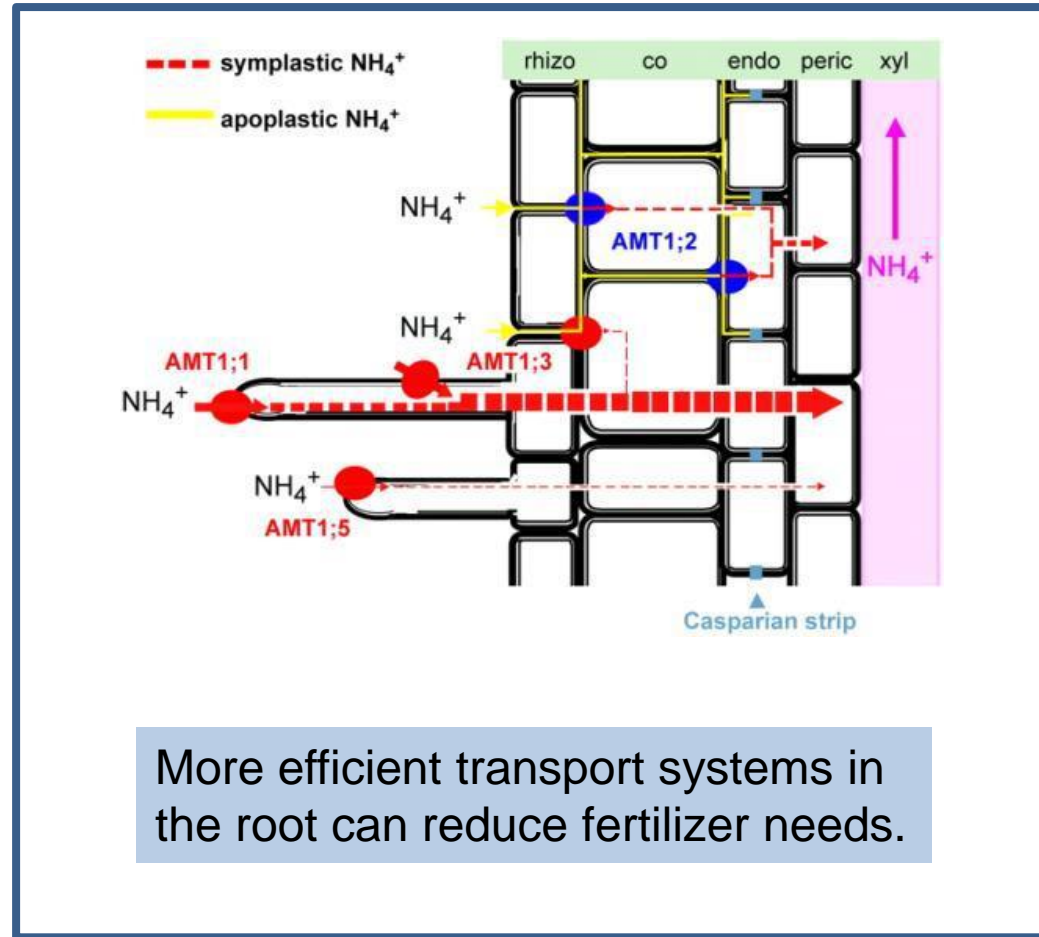 symplastic NH₄⁺
apoplastic NH₄⁺
rhizo co endo peric xyl
NH₄⁺
AMT1;2
NH₄⁺
NH₄⁺
AMT1;1
AMT1;3
NH₄⁺
NH₄⁺
AMT1;5
Casparian strip
More efficient transport systems in
the root can reduce fertilizer needs.